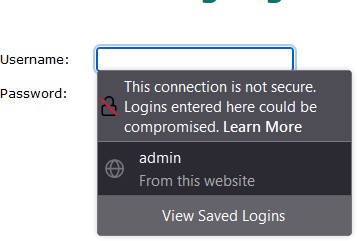 Username:
This connection is not secure.
Logins entered here could be
compromised. Learn More
Password:
admin
From this website
View Saved Logins